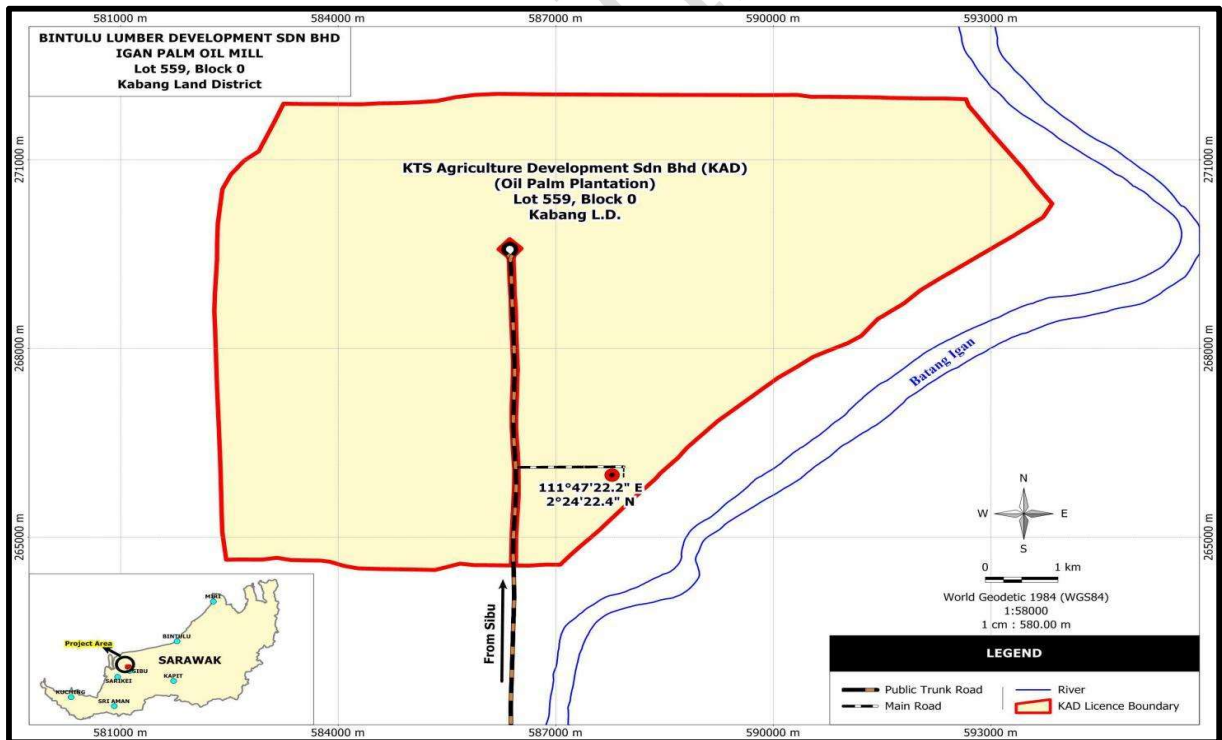 581000 m
584000 m
587000 m
590000 m
593000 m
BINTULU LUMBER DEVELOPMENT SDN BHD
IGAN PALM OIL MILL
Lot 559, Block 0
Kabang Land District
271000 m
271000 m
KTS Agriculture Development Sdn Bhd (KAD)
(Oil Palm Plantation)
Lot 559, Block 0
Kabang L.D.
268000 m
268000 m
Batang Igan
111°47'22.2" E
2°24'22.4" N
N
W
E
S
265000 m
265000 m
0
1 km
World Geodetic 1984 (WGS84)
1:58000
1 cm : 580.00 m
From Sibu
MIRI
BINTULU
Project Area
SARAWAK
SIBU
SARIKEI
KAPIT
KUCHING
SRI AMAN
LEGEND
Public Trunk Road
River
Main Road
KAD Licence Boundary
581000 m
584000 m
587000 m
590000 m
593000 m